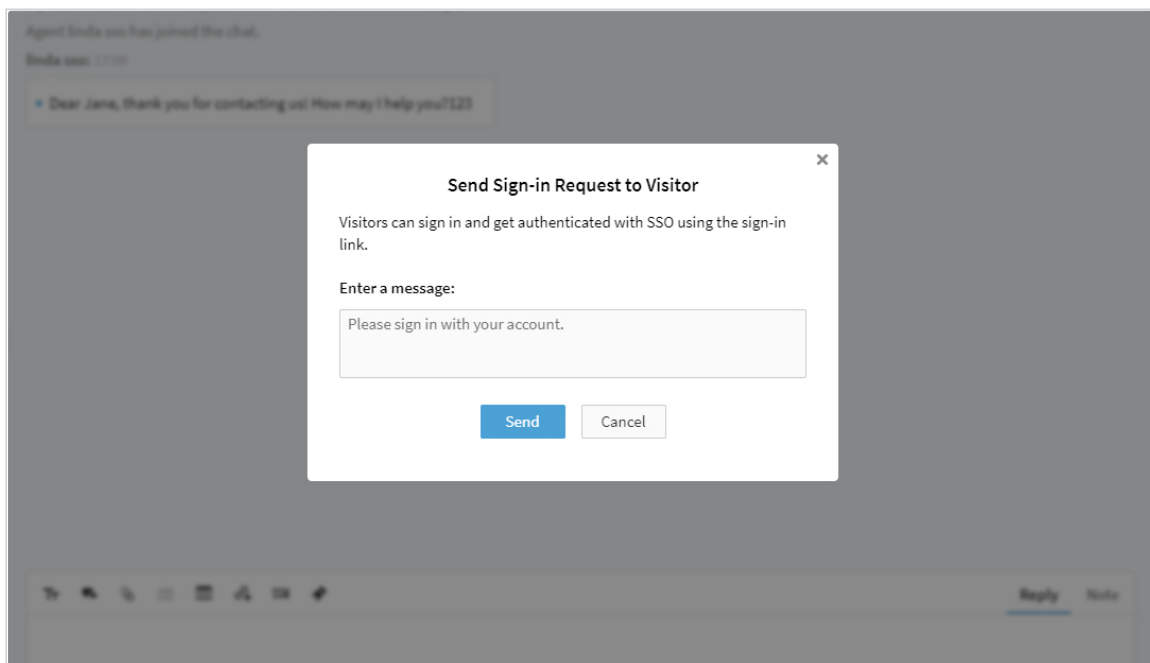 Agent linda sso has joined the chat.
linda sso: 17:59
Dear Jane, thank you for contacting us! How may I help you?123
×
Send Sign-in Request to Visitor
Visitors can sign in and get authenticated with SSO using the sign-in
link.
Enter a message:
Please sign in with your account.
Send Cancel
Reply Note